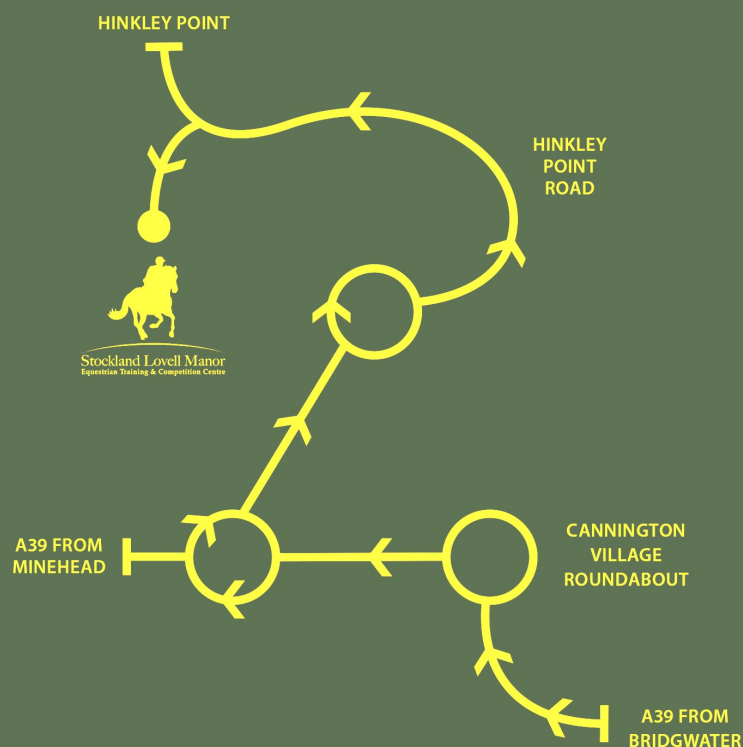 HINKLEY POINT
HINKLEY
POINT
ROAD
Stockland Lovell Manor
Equestrian Training & Competition Centre
A39 FROM
MINEHEAD
CANNINGTON
VILLAGE
ROUNDABOUT
A39 FROM
BRIDGWATER